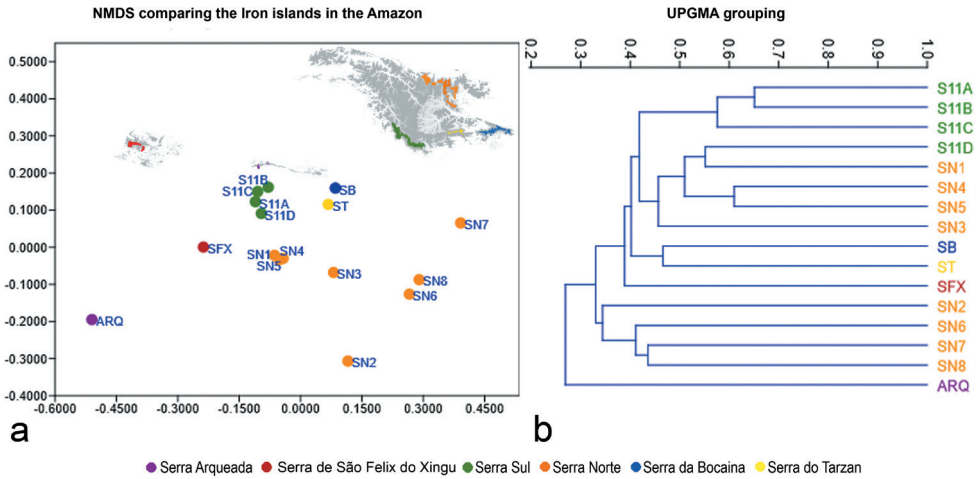 NMDS comparing the Iron islands in the Amazon
UPGMA grouping
0.5000
0.4000
0.3000
0.2000
0.1000
0.0000
-0.1000
-0.2000
-0.3000
-0.4000
-0.6000 -0.4500 -0.3000 -0.1500 0.0000 0.1500 0.3000 0.4500
S11B
S11C
S11A
S11D
SB
ST
SN7
SFX
SN1 SN4
SN5
SN3
SN8
SN6
ARQ
SN2
a
0.2 0.3 0.4 0.5 0.6 0.7 0.8 0.9 1.0
S11A
S11B
S11C
S11D
SN1
SN4
SN5
SN3
SB
ST
SFX
SN2
SN6
SN7
SN8
ARQ
b
Serra Arqueada Serra de São Felix do Xingu Serra Sul Serra Norte Serra da Bocaina Serra do Tarzan